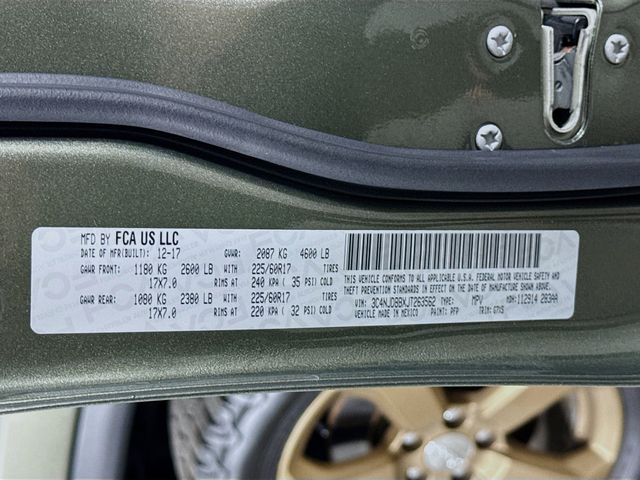 MFD BY FCA US LLC
DATE OF MFR(BUILT): 12-17 GVWR: 2087 KG 4600 LB
GAWR FRONT: 1180 KG 2600 LB WITH 225/60R17 TIRES
17X7.0 RIMS AT 240 KPA ( 35 PSI) COLD
GAWR REAR: 1080 KG 2380 LB WITH 225/60R17 TIRES
17X7.0 RIMS AT 220 KPA ( 32 PSI) COLD
THIS VEHICLE CONFORMS TO ALL APPLICABLE U.S.A. FEDERAL MOTOR VEHICLE SAFETY
AND THEFT PREVENTION STANDARDS IN EFFECT ON THE DATE OF MANUFACTURE SHOWN ABOVE.
VIN: 3C4NJDBBXJT263562 TYPE: MPV MDH: 112914 283AA
VEHICLE MADE IN MEXICO PAINT: PFP TRIM: